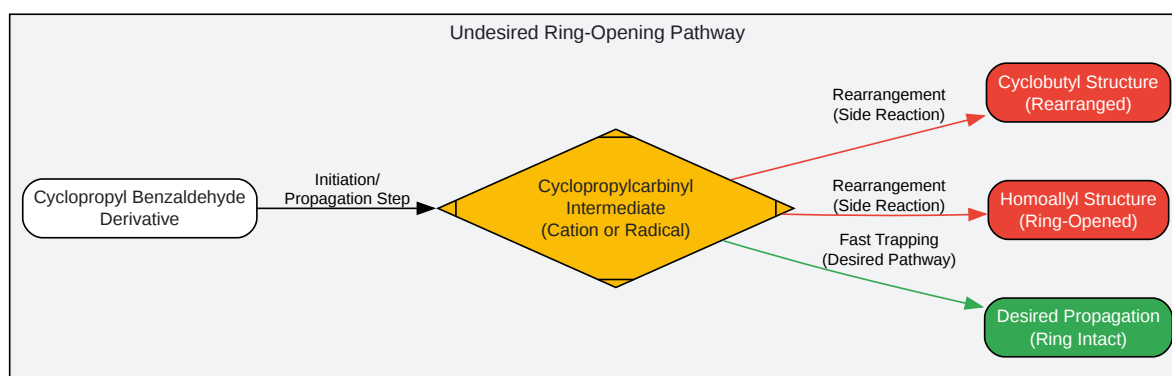 Undesired Ring-Opening Pathway
Cyclopropyl Benzaldehyde
Derivative
Initiation/
Propagation Step
Cyclopropylcarbinyl
Intermediate
(Cation or Radical)
Rearrangement
(Side Reaction)
Cyclobutyl Structure
(Rearranged)
Rearrangement
(Side Reaction)
Homoallyl Structure
(Ring-Opened)
Fast Trapping
(Desired Pathway)
Desired Propagation
(Ring Intact)